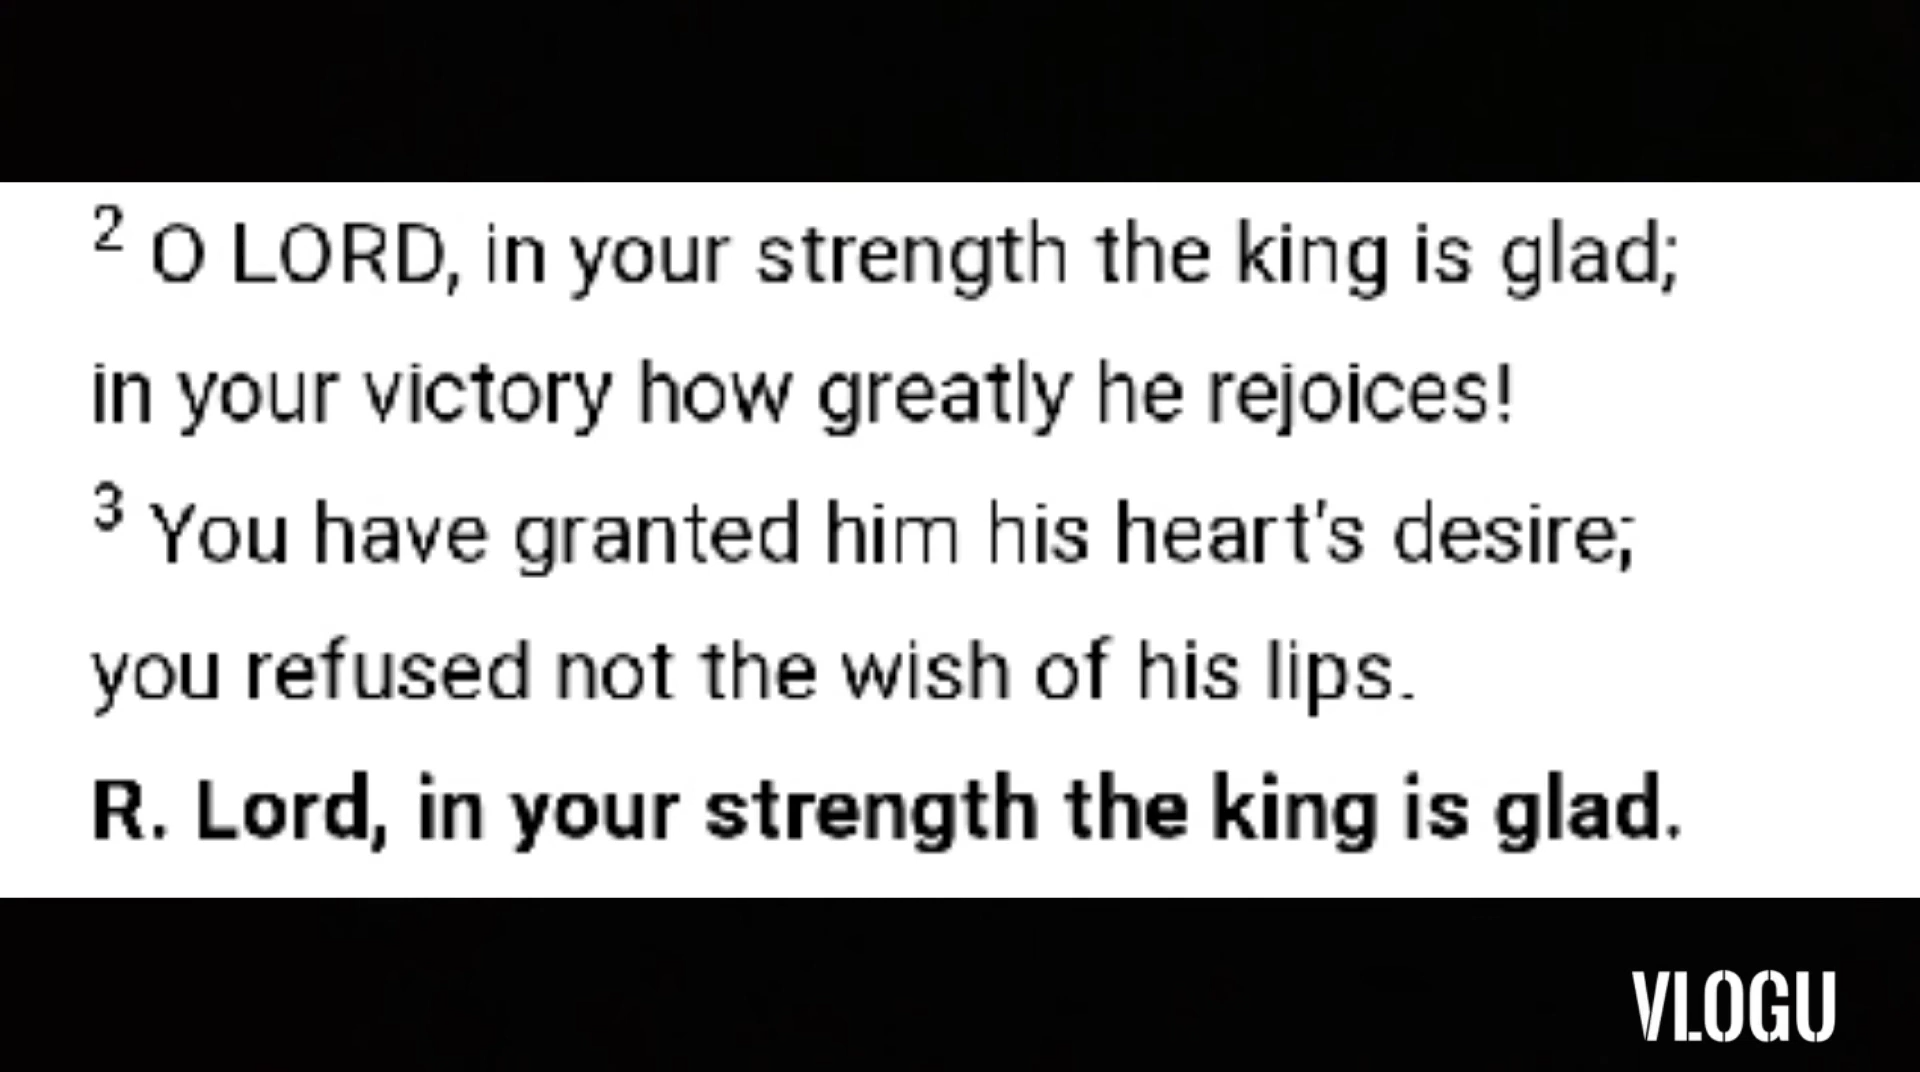 2 O LORD, in your strength the king is glad;
in your victory how greatly he rejoices!
3 You have granted him his heart's desire;
you refused not the wish of his lips.
R. Lord, in your strength the king is glad.
VLOGU